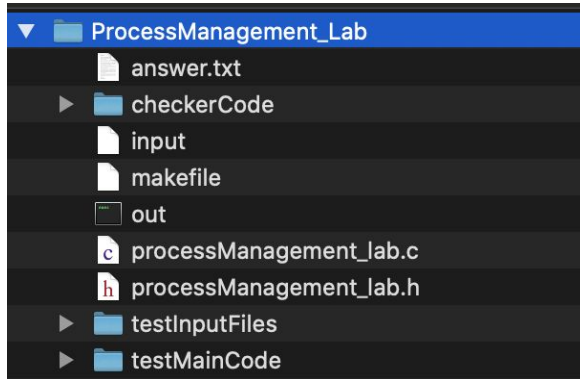 ProcessManagement_Lab
answer.txt
checkerCode
input
makefile
out
c processManagement_lab.c
h processManagement_lab.h
testInputFiles
testMainCode